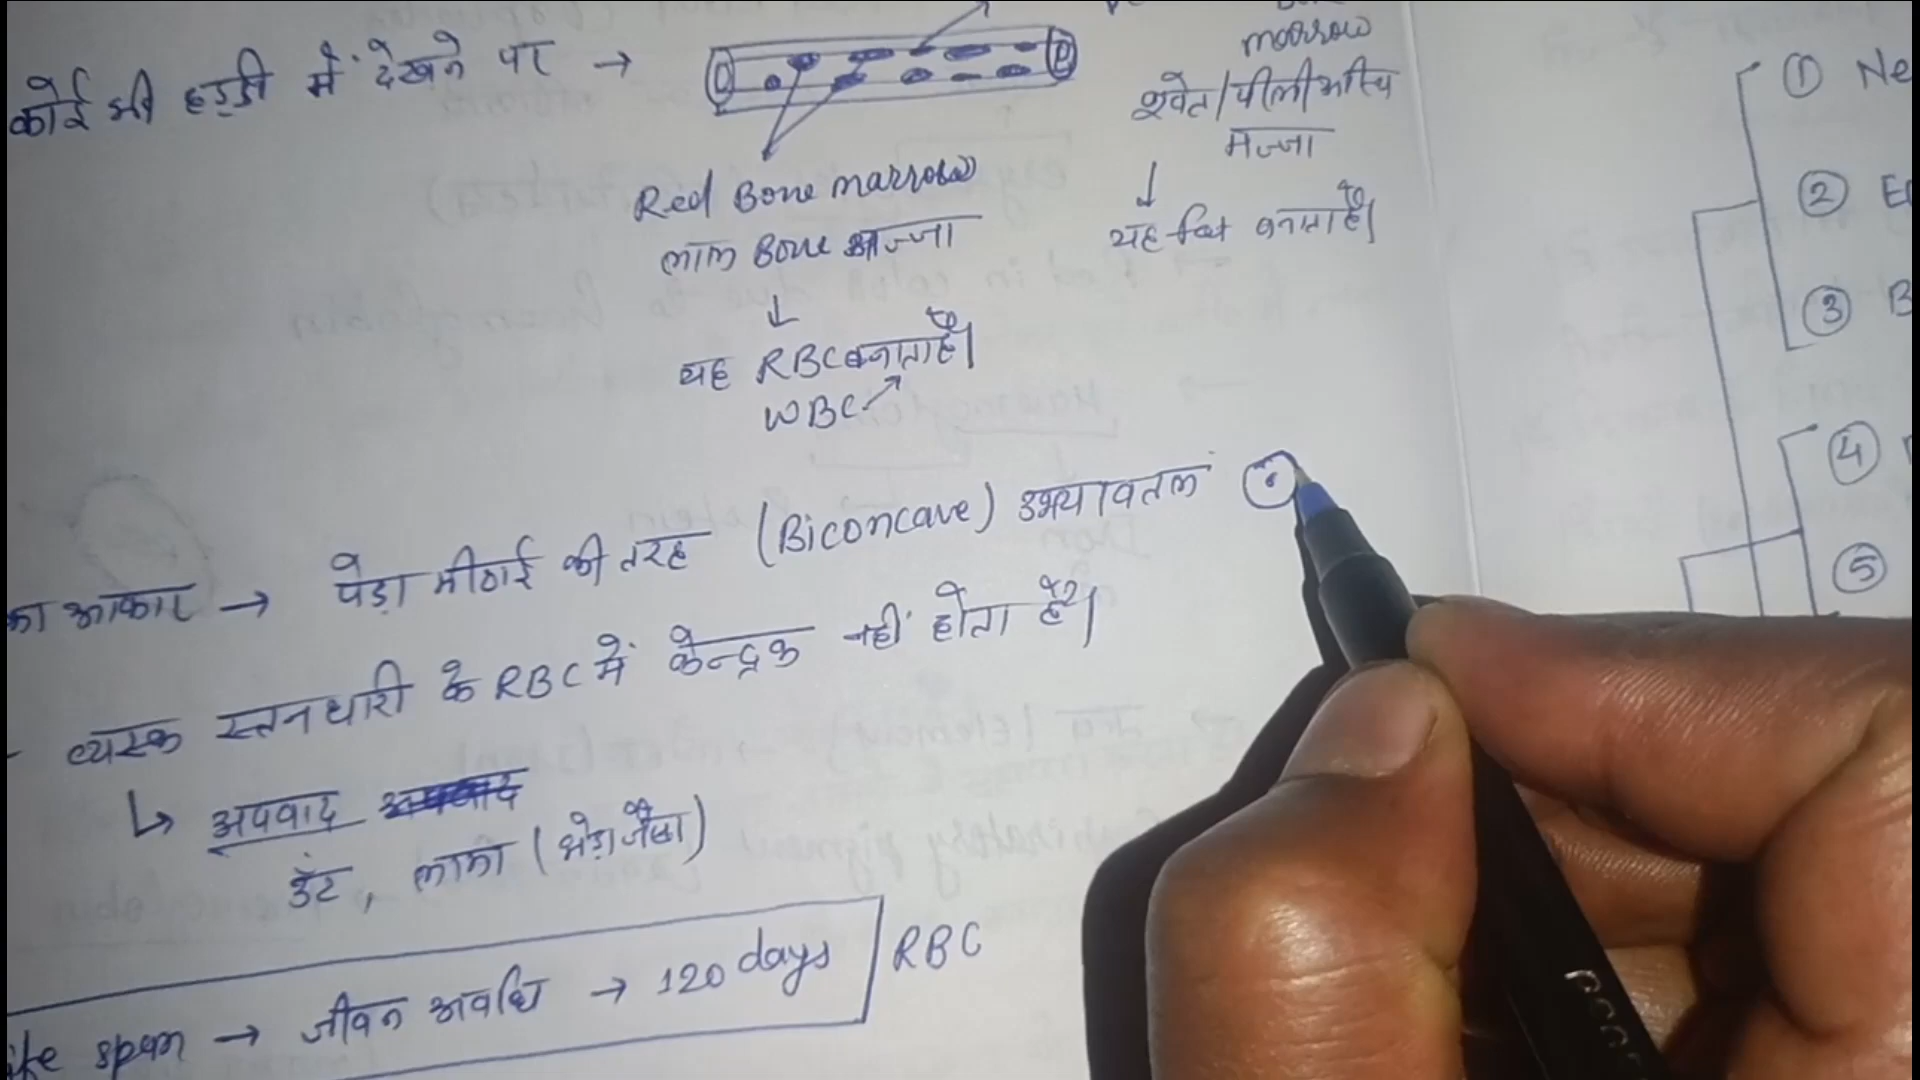 कोई भी हड्डी में देखने पर →
marrow
श्वेत/पीली अस्थि
मज्जा
↓
यह fat बनाता है।
Red Bone marrow
लाल Bone मज्जा
↓
यह RBC बनाता है।
WBC
का आकार → पेड़ा मीठाई की तरह (Biconcave) उभयावतल
व्यस्क स्तनधारी के RBC में केन्द्रक नहीं होता है।
↳ अपवाद
ऊंट, लामा (भेड़ जैसा)
life span → जीवन अवधि → 120 days RBC
① Ne
②
③ B
④
⑤